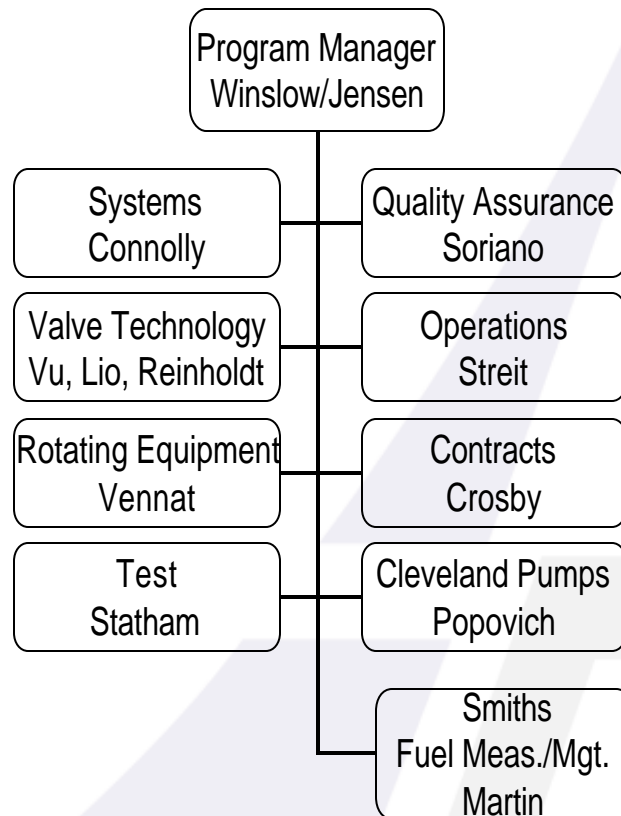 Program Manager
Winslow/Jensen
Systems
Connolly
Quality Assurance
Soriano
Valve Technology
Vu, Lio, Reinholdt
Operations
Streit
Rotating Equipment
Vennat
Contracts
Crosby
Test
Statham
Cleveland Pumps
Popovich
Smiths
Fuel Meas./Mgt.
Martin